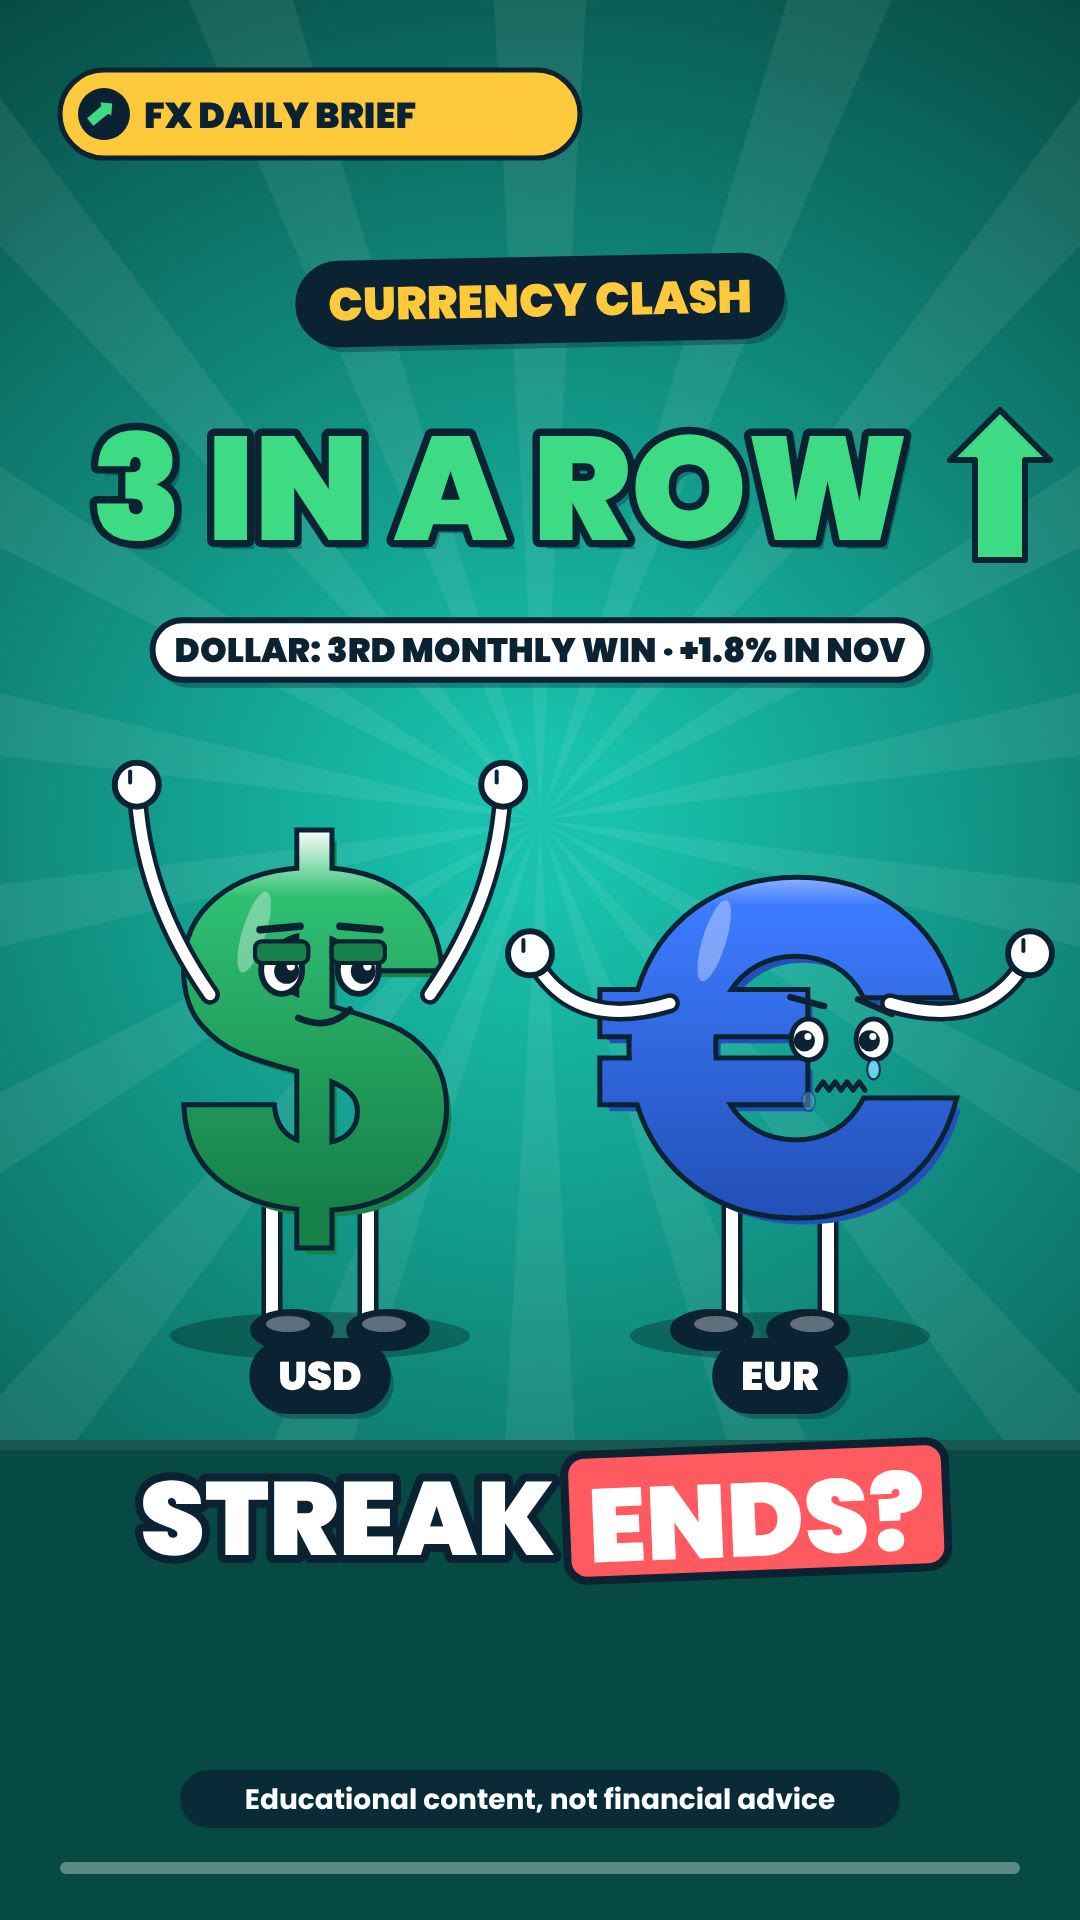 FX DAILY BRIEF
CURRENCY CLASH
3 IN A ROW
DOLLAR: 3RD MONTHLY WIN · +1.8% IN NOV
USD
EUR
STREAK ENDS?
Educational content, not financial advice